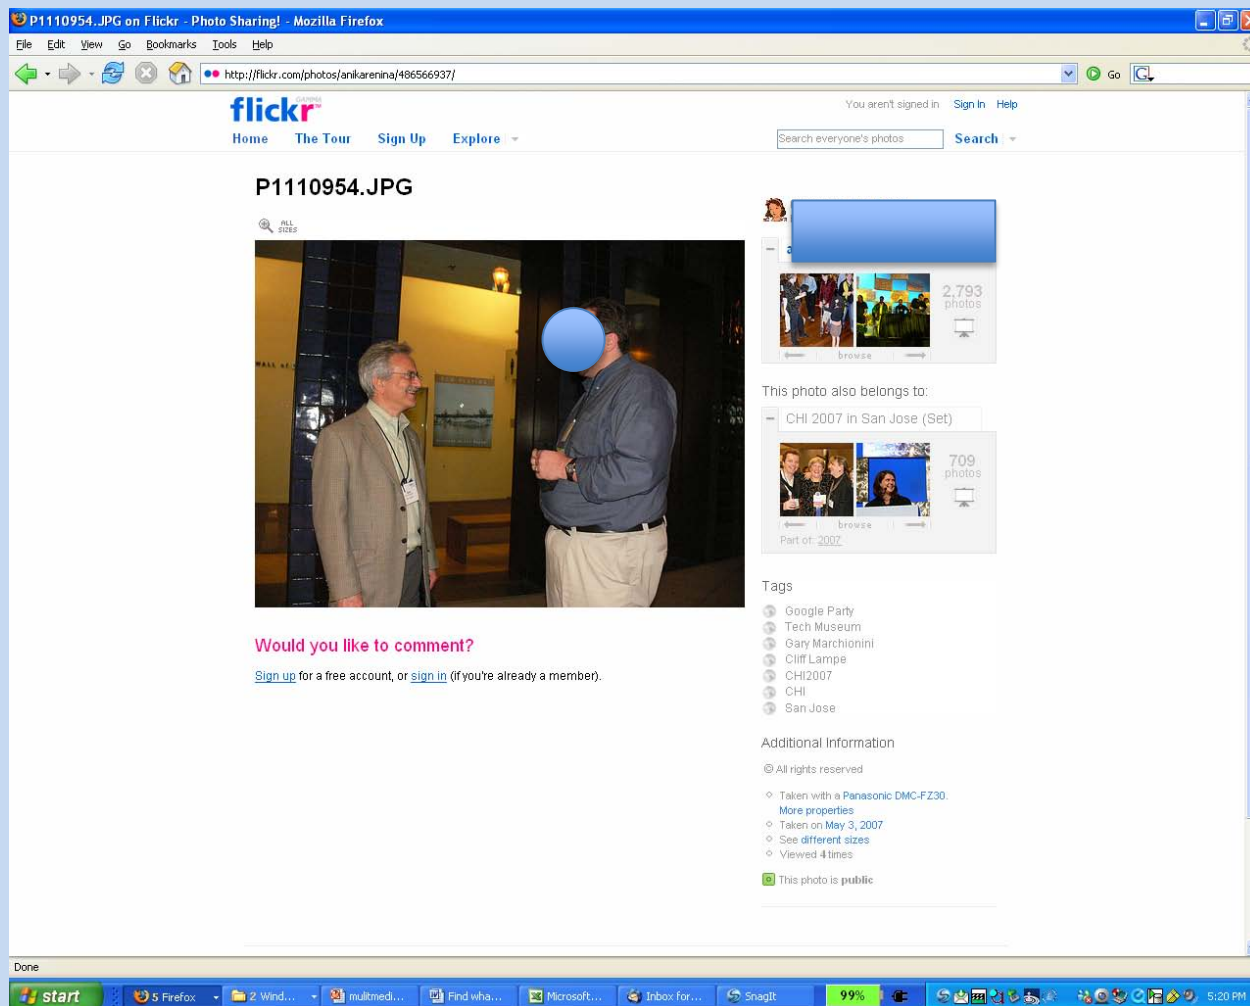 P1110954.JPG on Flickr - Photo Sharing! - Mozilla Firefox
File Edit View Go Bookmarks Tools Help
http://flickr.com/photos/anikarenina/486566937/ Go
flickr GAMMA
You aren't signed in Sign In Help
Home The Tour Sign Up Explore
Search everyone's photos Search
P1110954.JPG
ALL SIZES
2,793 photos
browse
This photo also belongs to:
CHI 2007 in San Jose (Set)
709 photos
browse
Part of: 2007
Tags
Google Party
Tech Museum
Gary Marchionini
Cliff Lampe
CHI2007
CHI
San Jose
Additional Information
© All rights reserved
Taken with a Panasonic DMC-FZ30.
More properties
Taken on May 3, 2007
See different sizes
Viewed 4 times
This photo is public
Would you like to comment?
Sign up for a free account, or sign in (if you're already a member).
Done
start 5 Firefox 2 Wind... mulitmedi... Find wha... Microsoft... Inbox for... SnagIt 99% 5:20 PM